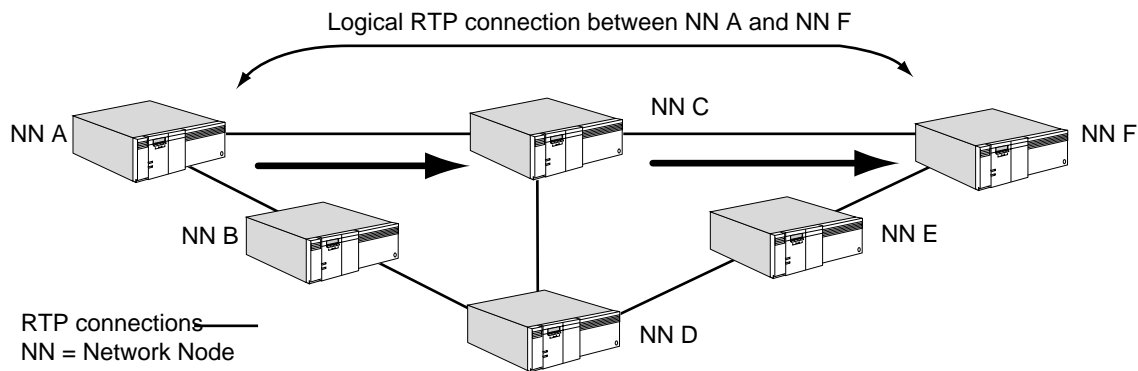 Logical RTP connection between NN A and NN F
NN A
NN C
NN F
NN B
NN E
NN D
RTP connections
NN = Network Node